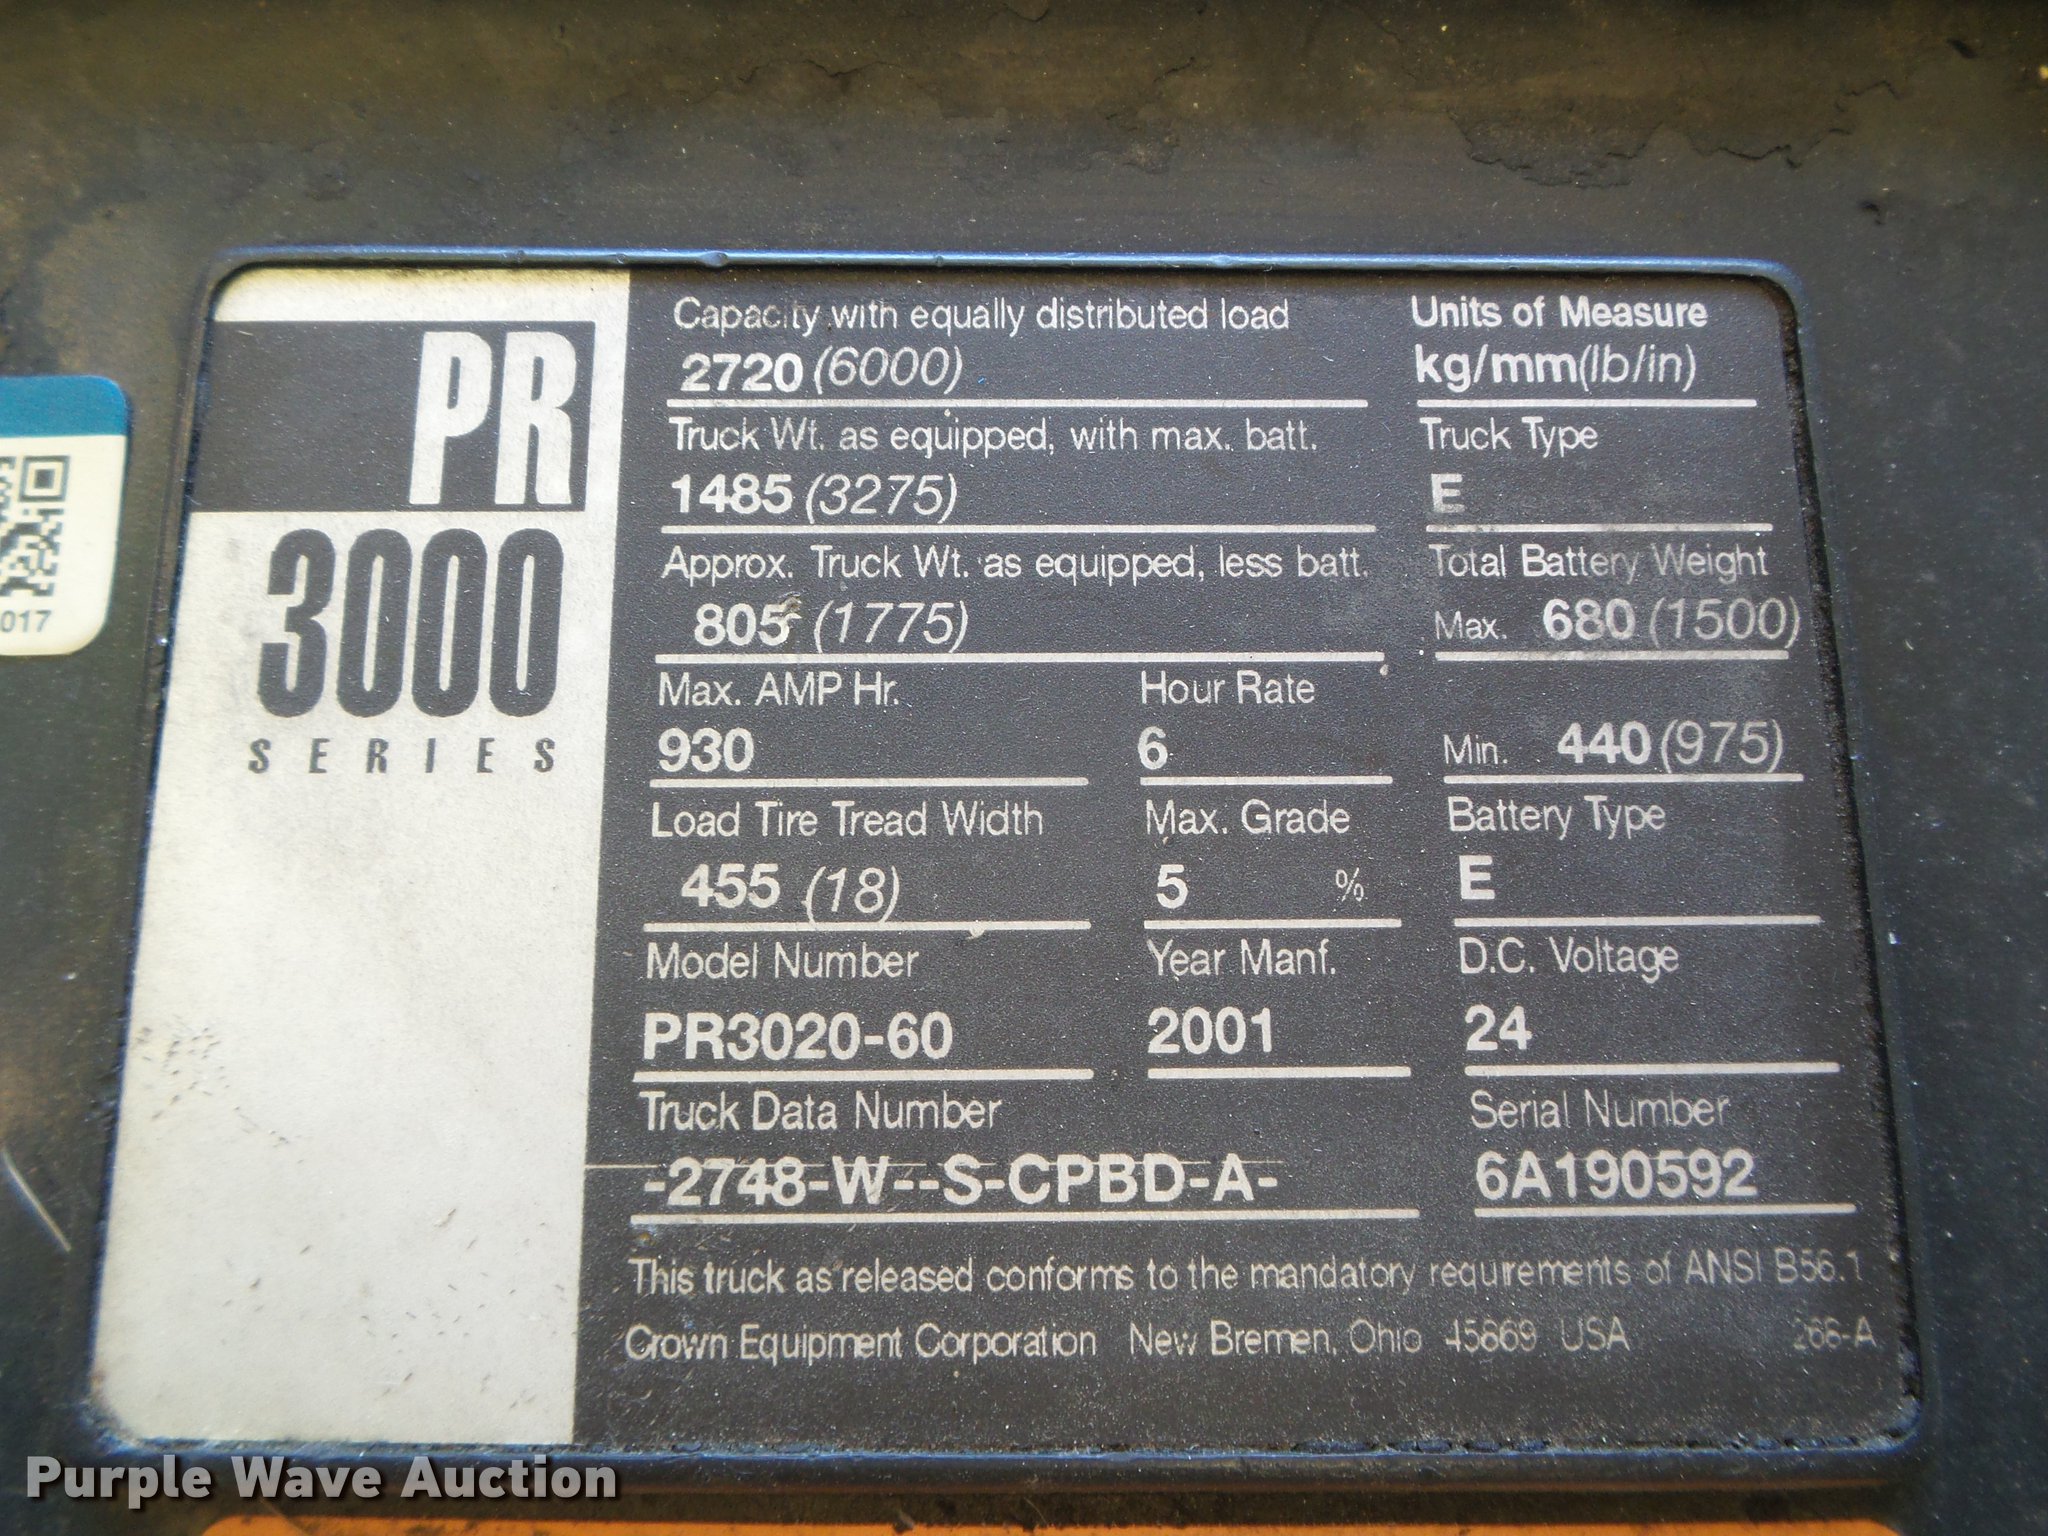 PR
3000
SERIES
Capacity with equally distributed load
2720 (6000)
Units of Measure
kg/mm(lb/in)
Truck Wt. as equipped, with max. batt.
1485 (3275)
Truck Type
E
Approx. Truck Wt. as equipped, less batt.
805 (1775)
Total Battery Weight
Max. 680 (1500)
Max. AMP Hr.
930
Hour Rate
6
Min. 440 (975)
Load Tire Tread Width
455 (18)
Max. Grade
5 %
Battery Type
E
Model Number
PR3020-60
Year Manf.
2001
D.C. Voltage
24
Truck Data Number
-2748-W--S-CPBD-A-
Serial Number
6A190592
This truck as released conforms to the mandatory requirements of ANSI B56.1
Crown Equipment Corporation New Bremen, Ohio 45869 USA 266-A
017
Purple Wave Auction